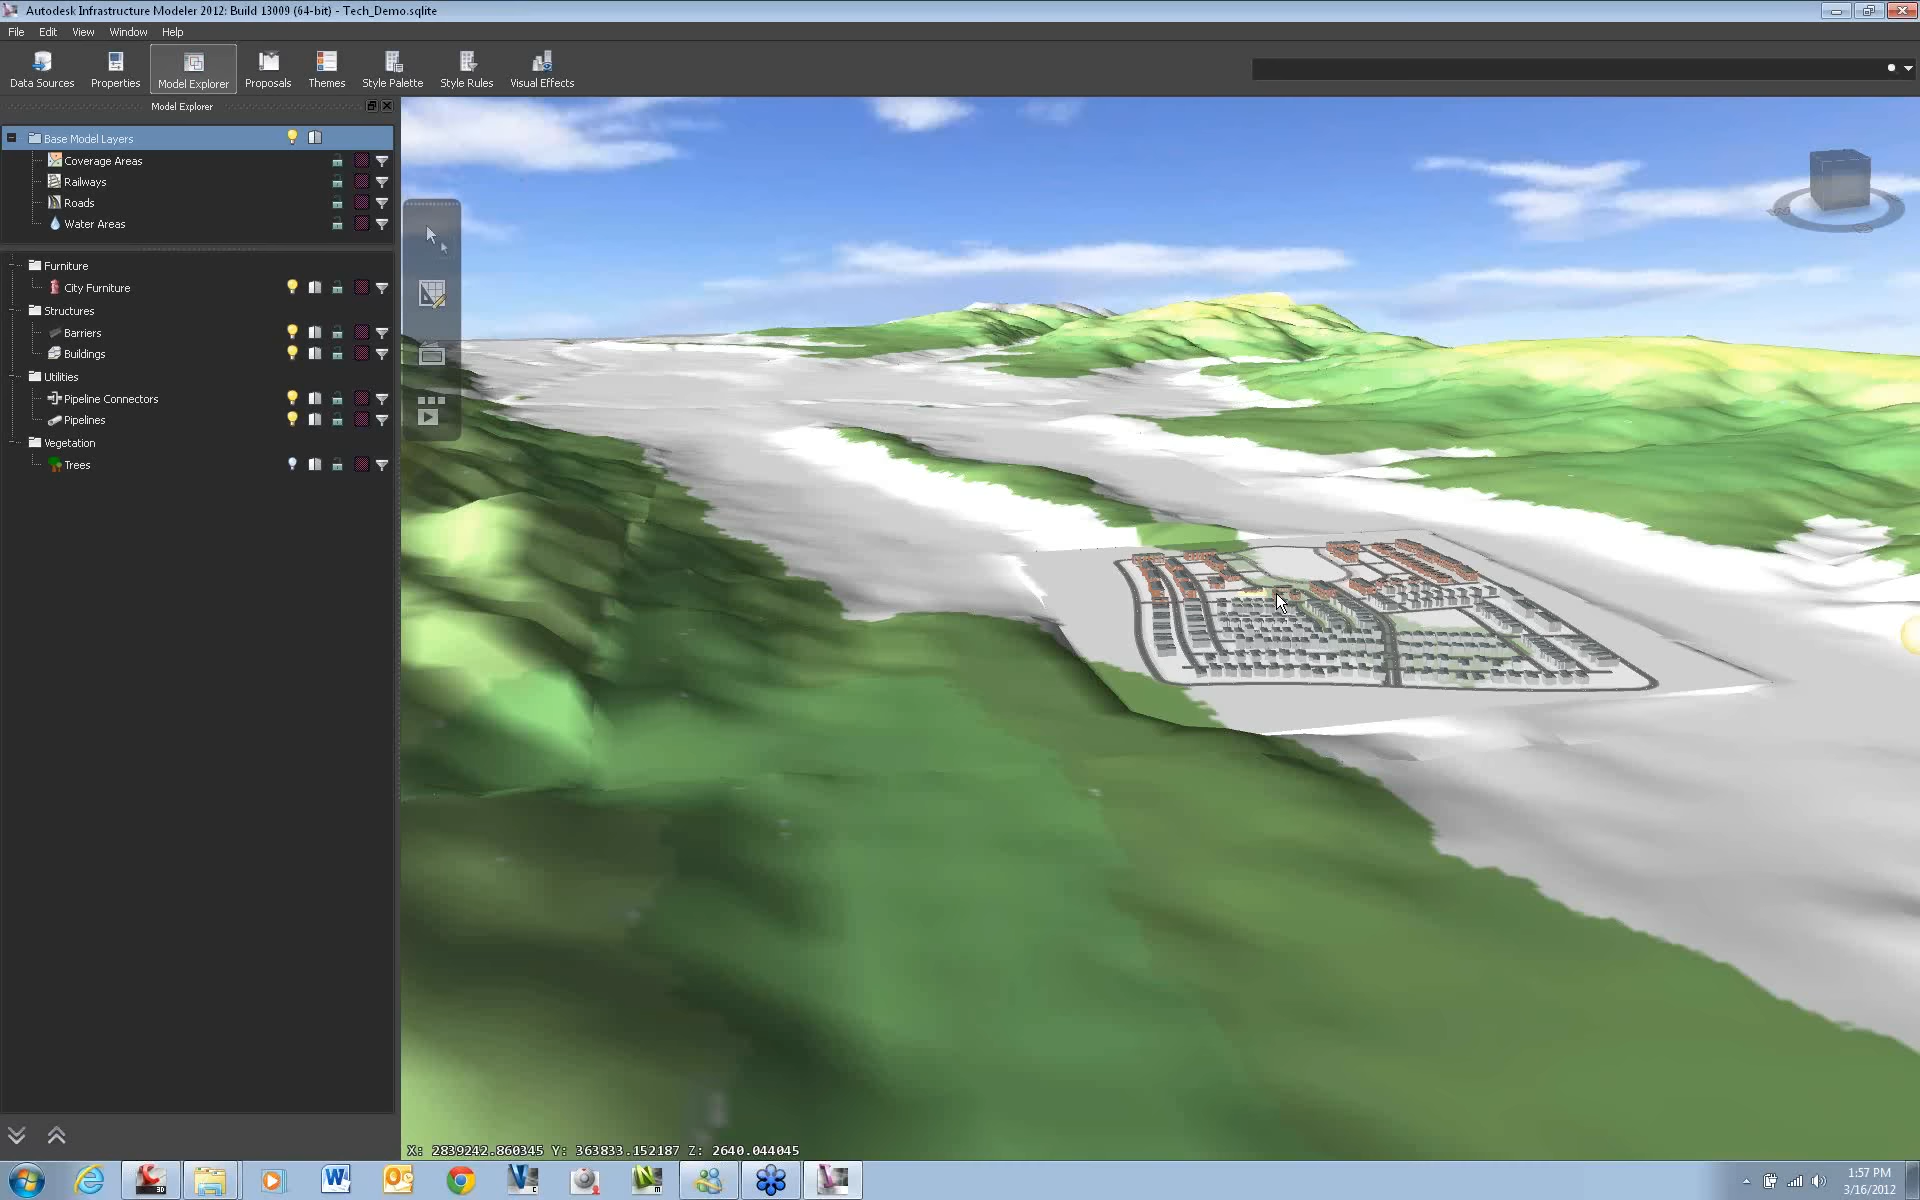 Autodesk Infrastructure Modeler 2012: Build 13009 (64-bit) - Tech_Demo.sqlite
File Edit View Window Help
Data Sources Properties Model Explorer Proposals Themes Style Palette Style Rules Visual Effects
Model Explorer
Base Model Layers
Coverage Areas
Railways
Roads
Water Areas
Furniture
City Furniture
Structures
Barriers
Buildings
Utilities
Pipeline Connectors
Pipelines
Vegetation
Trees
X: 2839242.860345 Y: 363833.152187 Z: 2640.044045
1:57 PM
3/16/2012